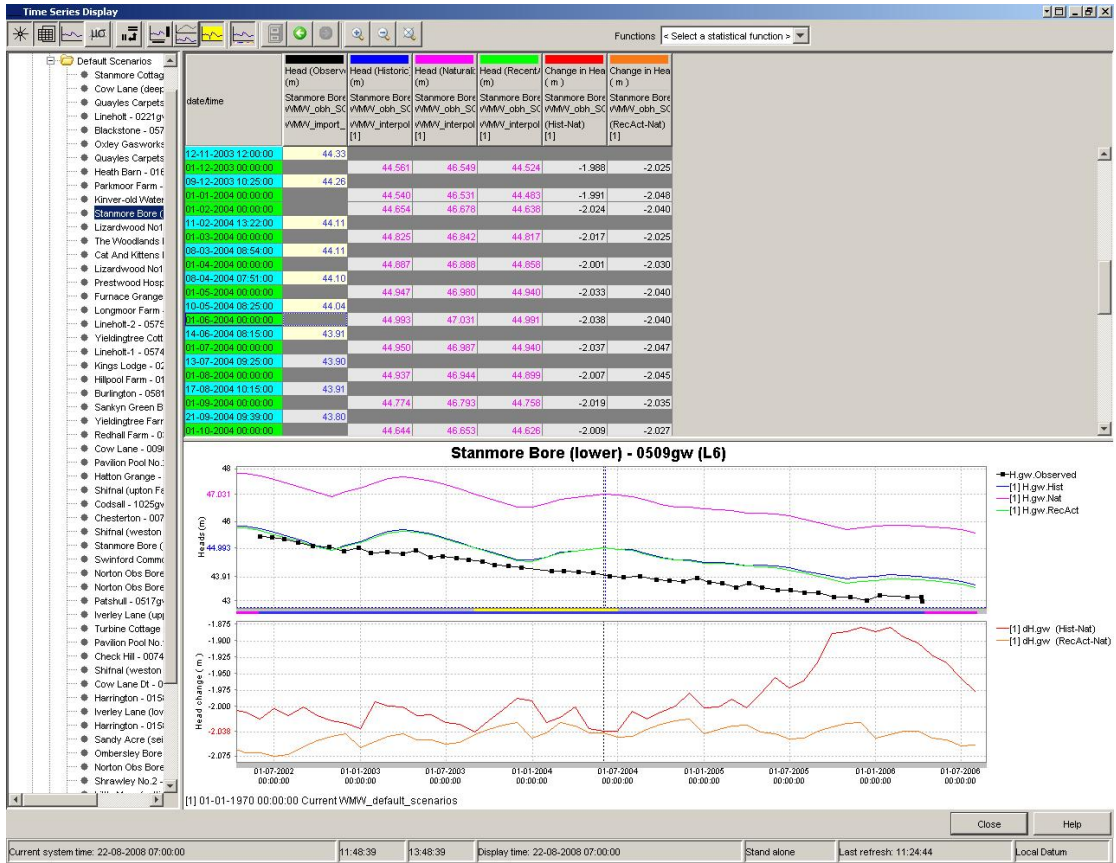 Time Series Display
μσ
Functions < Select a statistical function >
Default Scenarios
Stanmore Cottag
Cow Lane (deep
Quayles Carpets
Lineholt - 0221gv
Blackstone - 057
Oxley Gasworks
Quayles Carpets
Heath Barn - 016
Parkmoor Farm -
Kinver-old Water
Stanmore Bore (
Lizardwood No1
The Woodlands I
Cat And Kittens
Lizardwood No1
Prestwood Hosp
Furnace Grange
Longmoor Farm -
Lineholt-2 - 0575
Yieldingtree Cott
Lineholt-1 - 0574
Kings Lodge - 02
Hillpool Farm - 01
Burlington - 0581
Sankyn Green B
Yieldingtree Farr
Redhall Farm - 0
Cow Lane - 009
Pavilion Pool No.
Hatton Grange -
Shifnal (upton Fe
Codsall - 1025gv
Chesterton - 007
Shifnal (weston
Stanmore Bore (
Swinford Commo
Norton Obs Bore
Norton Obs Bore
Patshull - 0517gv
Iverley Lane (upp
Turbine Cottage
Pavilion Pool No.
Check Hill - 0074
Shifnal (weston
Cow Lane Dt - 0
Harrington - 015
Iverley Lane (low
Harrington - 015
Sandy Acre (sei
Ombersley Bore
Norton Obs Bore
Shrawley No.2 -
date/time
Head (Observe Head (Historic Head (Naturali Head (Recent/ Change in Hea Change in Hea
(m) (m) (m) (m) ( m ) ( m )
Stanmore Bore Stanmore Bore Stanmore Bore Stanmore Bore Stanmore Bore Stanmore Bore
WMW_obh_SC WMW_obh_SC WMW_obh_SC WMW_obh_SC WMW_obh_SC WMW_obh_SC
WMW_import_ WMW_interpol WMW_interpol WMW_interpol (Hist-Nat) (RecAct-Nat)
[1] [1] [1] [1] [1]
12-11-2003 12:00:00 44.33
01-12-2003 00:00:00 44.561 46.549 44.524 -1.988 -2.025
09-12-2003 10:25:00 44.26
01-01-2004 00:00:00 44.540 46.531 44.483 -1.991 -2.048
01-02-2004 00:00:00 44.654 46.678 44.638 -2.024 -2.040
11-02-2004 13:22:00 44.11
01-03-2004 00:00:00 44.825 46.842 44.817 -2.017 -2.025
08-03-2004 08:54:00 44.11
01-04-2004 00:00:00 44.887 46.888 44.858 -2.001 -2.030
08-04-2004 07:51:00 44.10
01-05-2004 00:00:00 44.947 46.980 44.940 -2.033 -2.040
10-05-2004 08:25:00 44.04
01-06-2004 00:00:00 44.993 47.031 44.991 -2.038 -2.040
14-06-2004 08:15:00 43.91
01-07-2004 00:00:00 44.950 46.987 44.940 -2.037 -2.047
13-07-2004 09:25:00 43.90
01-08-2004 00:00:00 44.937 46.944 44.899 -2.007 -2.045
17-08-2004 10:15:00 43.91
01-09-2004 00:00:00 44.774 46.793 44.758 -2.019 -2.035
21-09-2004 09:39:00 43.80
01-10-2004 00:00:00 44.644 46.653 44.626 -2.009 -2.027
Stanmore Bore (lower) - 0509gw (L6)
Heads (m)
48
47.031
46
44.993
43.91
43
H.gw.Observed
[1] H.gw.Hist
[1] H.gw.Nat
[1] H.gw.RecAct
Head change ( m )
-1.875
-1.900
-1.925
-1.950
-1.975
-2.000
-2.038
-2.075
[1] dH.gw (Hist-Nat)
[1] dH.gw (RecAct-Nat)
01-07-2002 01-01-2003 01-07-2003 01-01-2004 01-07-2004 01-01-2005 01-07-2005 01-01-2006 01-07-2006
00:00:00 00:00:00 00:00:00 00:00:00 00:00:00 00:00:00 00:00:00 00:00:00 00:00:00
[1] 01-01-1970 00:00:00 Current WMW_default_scenarios
Close Help
Current system time: 22-08-2008 07:00:00 11:48:39 13:48:39 Display time: 22-08-2008 07:00:00 Stand alone Last refresh: 11:24:44 Local Datum